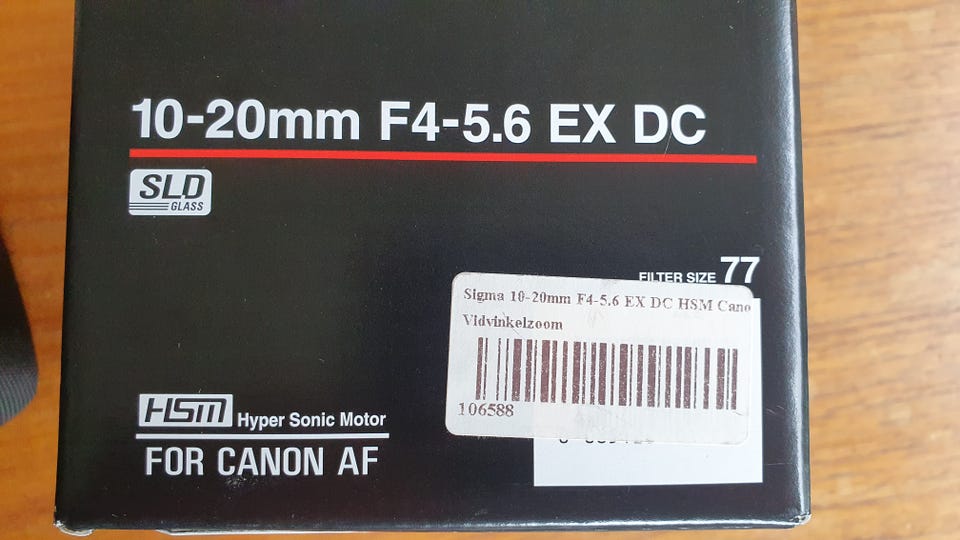 10-20mm F4-5.6 EX DC
SLD
GLASS
FILTER SIZE 77
Sigma 10-20mm F4-5.6 EX DC HSM Cano
Vidvinkelzoom
106588
HSM Hyper Sonic Motor
FOR CANON AF